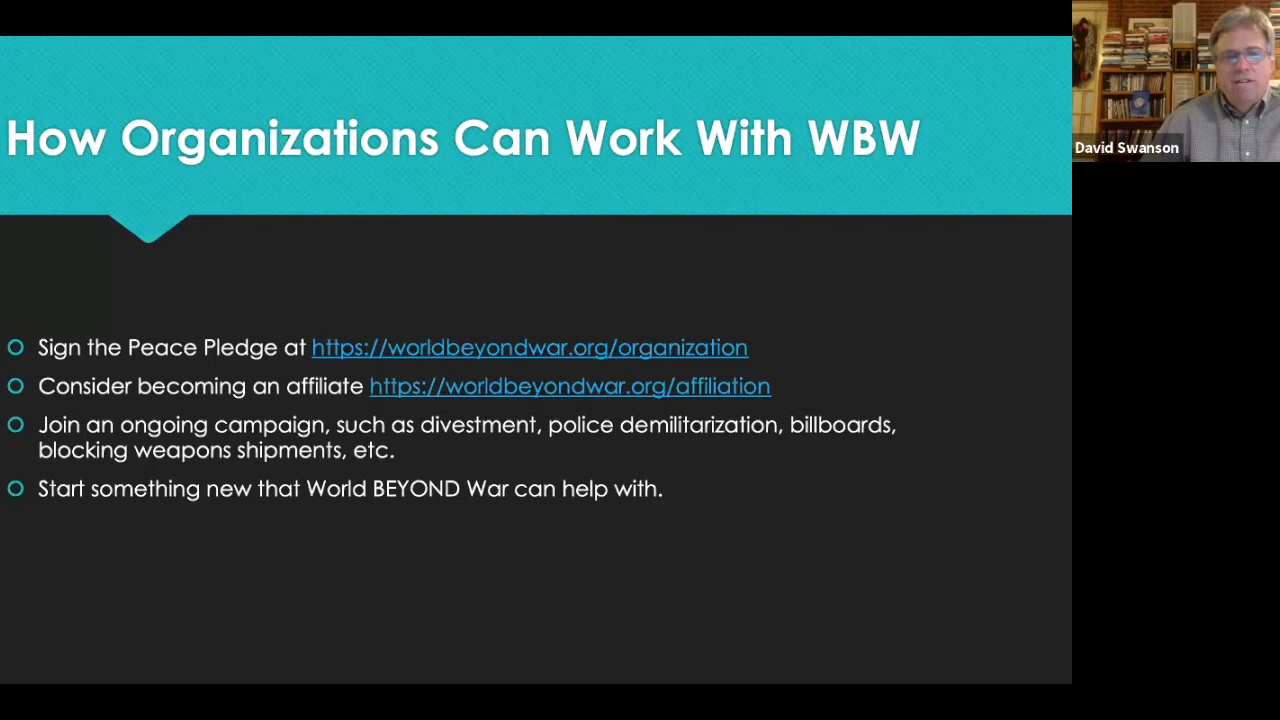 How Organizations Can Work With WBW
David Swanson
Sign the Peace Pledge at https://worldbeyondwar.org/organization
Consider becoming an affiliate https://worldbeyondwar.org/affiliation
Join an ongoing campaign, such as divestment, police demilitarization, billboards,
blocking weapons shipments, etc.
Start something new that World BEYOND War can help with.